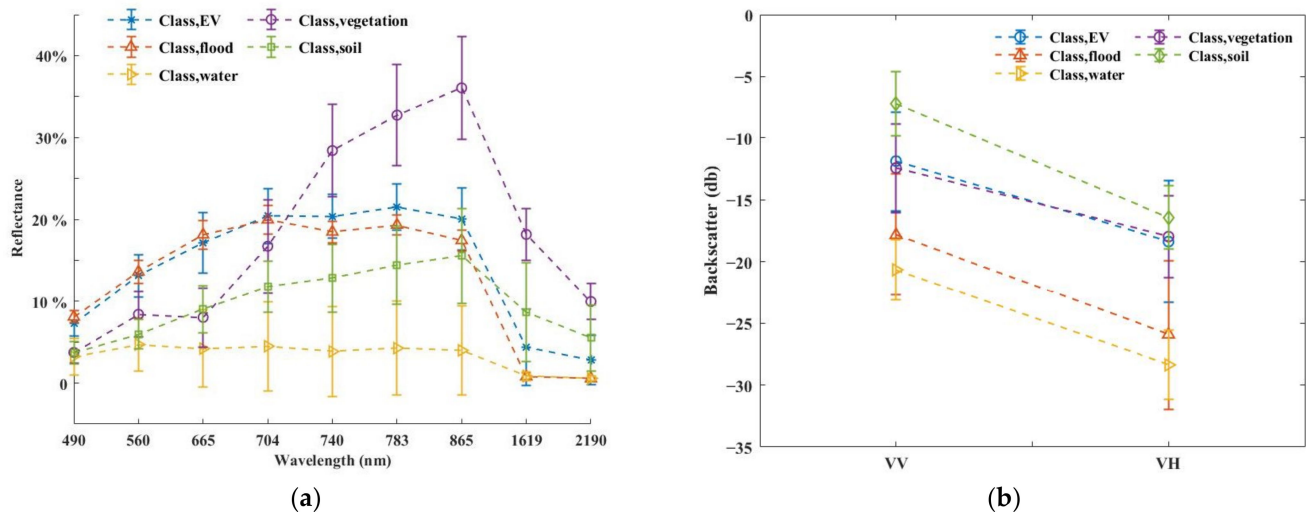 Class,EV
Class,vegetation
Class,flood
Class,soil
Class,water
40%
30%
20%
10%
0
Reflectance
490 560 665 704 740 783 865 1619 2190
Wavelength (nm)
(a)
Class,EV
Class,vegetation
Class,flood
Class,soil
Class,water
0
−5
−10
−15
−20
−25
−30
−35
Backscatter (db)
VV VH
(b)